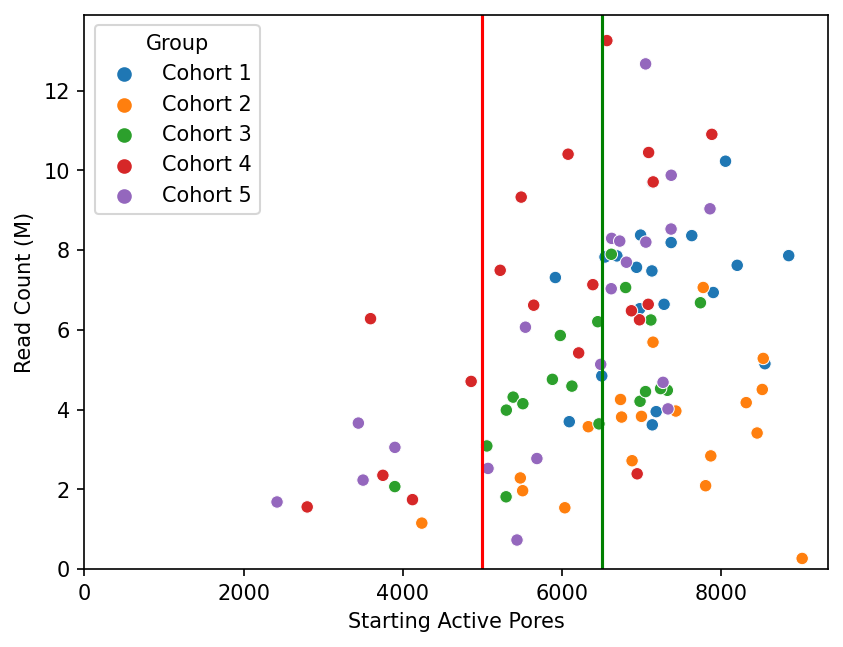 Group
Cohort 1
Cohort 2
Cohort 3
Cohort 4
Cohort 5
12
10
8
6
4
2
0
Read Count (M)
0 2000 4000 6000 8000
Starting Active Pores